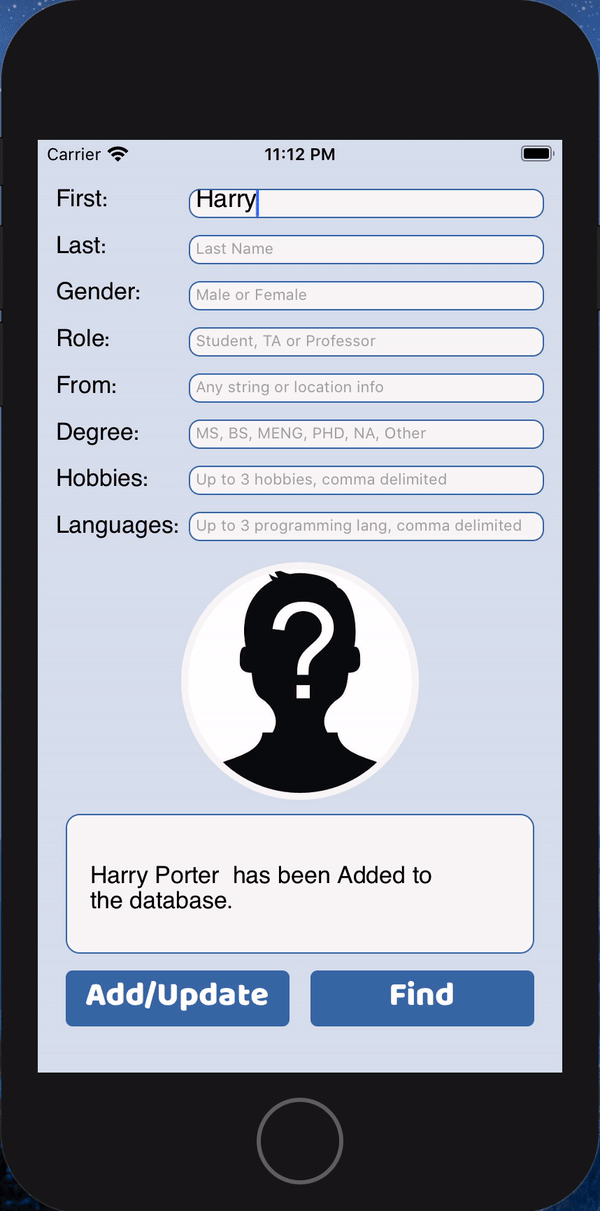 Carrier 11:12 PM
First: Harry
Last: Last Name
Gender: Male or Female
Role: Student, TA or Professor
From: Any string or location info
Degree: MS, BS, MENG, PHD, NA, Other
Hobbies: Up to 3 hobbies, comma delimited
Languages: Up to 3 programming lang, comma delimited
?
Harry Porter  has been Added to
the database.
Add/Update Find